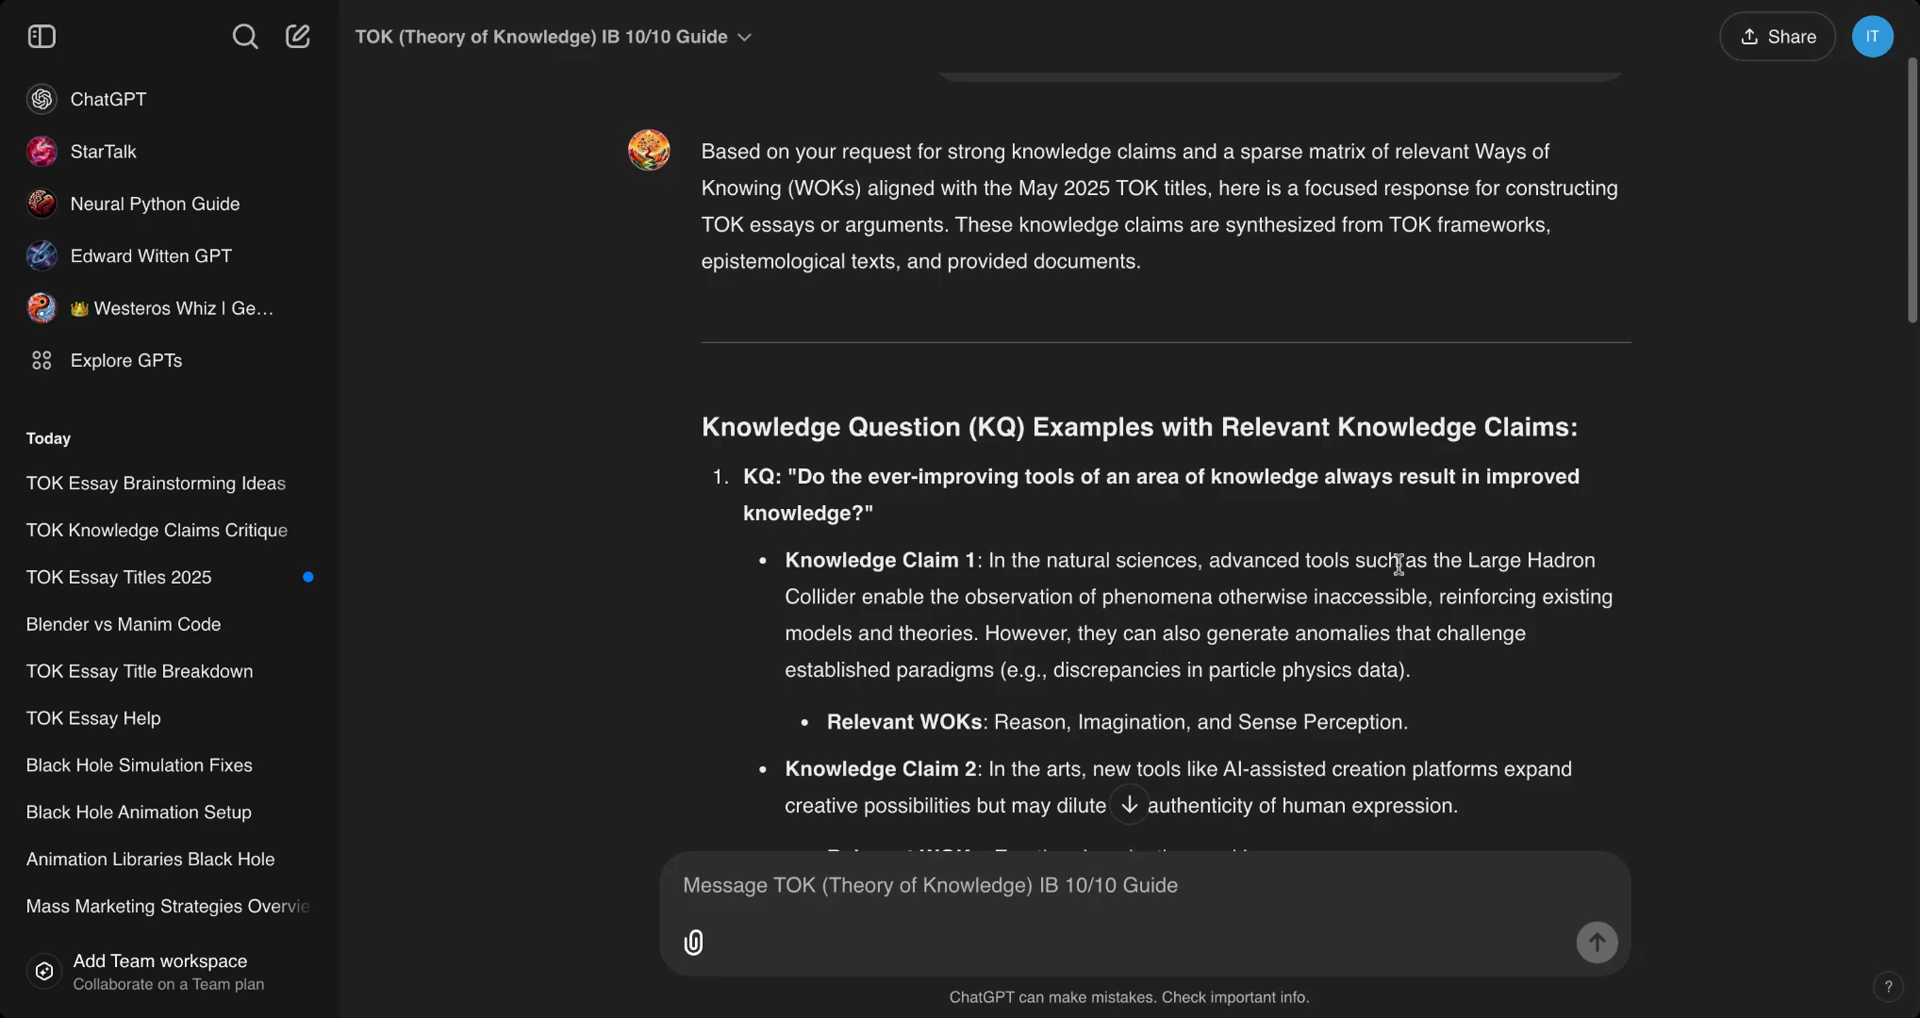 TOK (Theory of Knowledge) IB 10/10 Guide
Share
IT
ChatGPT
StarTalk
Neural Python Guide
Edward Witten GPT
👑 Westeros Whiz | Ge…
Explore GPTs
Today
TOK Essay Brainstorming Ideas
TOK Knowledge Claims Critique
TOK Essay Titles 2025
Blender vs Manim Code
TOK Essay Title Breakdown
TOK Essay Help
Black Hole Simulation Fixes
Black Hole Animation Setup
Animation Libraries Black Hole
Mass Marketing Strategies Overvie
Add Team workspace
Collaborate on a Team plan
Based on your request for strong knowledge claims and a sparse matrix of relevant Ways of
Knowing (WOKs) aligned with the May 2025 TOK titles, here is a focused response for constructing
TOK essays or arguments. These knowledge claims are synthesized from TOK frameworks,
epistemological texts, and provided documents.
Knowledge Question (KQ) Examples with Relevant Knowledge Claims:
1. KQ: "Do the ever-improving tools of an area of knowledge always result in improved
knowledge?"
• Knowledge Claim 1: In the natural sciences, advanced tools such as the Large Hadron
Collider enable the observation of phenomena otherwise inaccessible, reinforcing existing
models and theories. However, they can also generate anomalies that challenge
established paradigms (e.g., discrepancies in particle physics data).
• Relevant WOKs: Reason, Imagination, and Sense Perception.
• Knowledge Claim 2: In the arts, new tools like AI-assisted creation platforms expand
creative possibilities but may dilute authenticity of human expression.
Message TOK (Theory of Knowledge) IB 10/10 Guide
ChatGPT can make mistakes. Check important info.
?